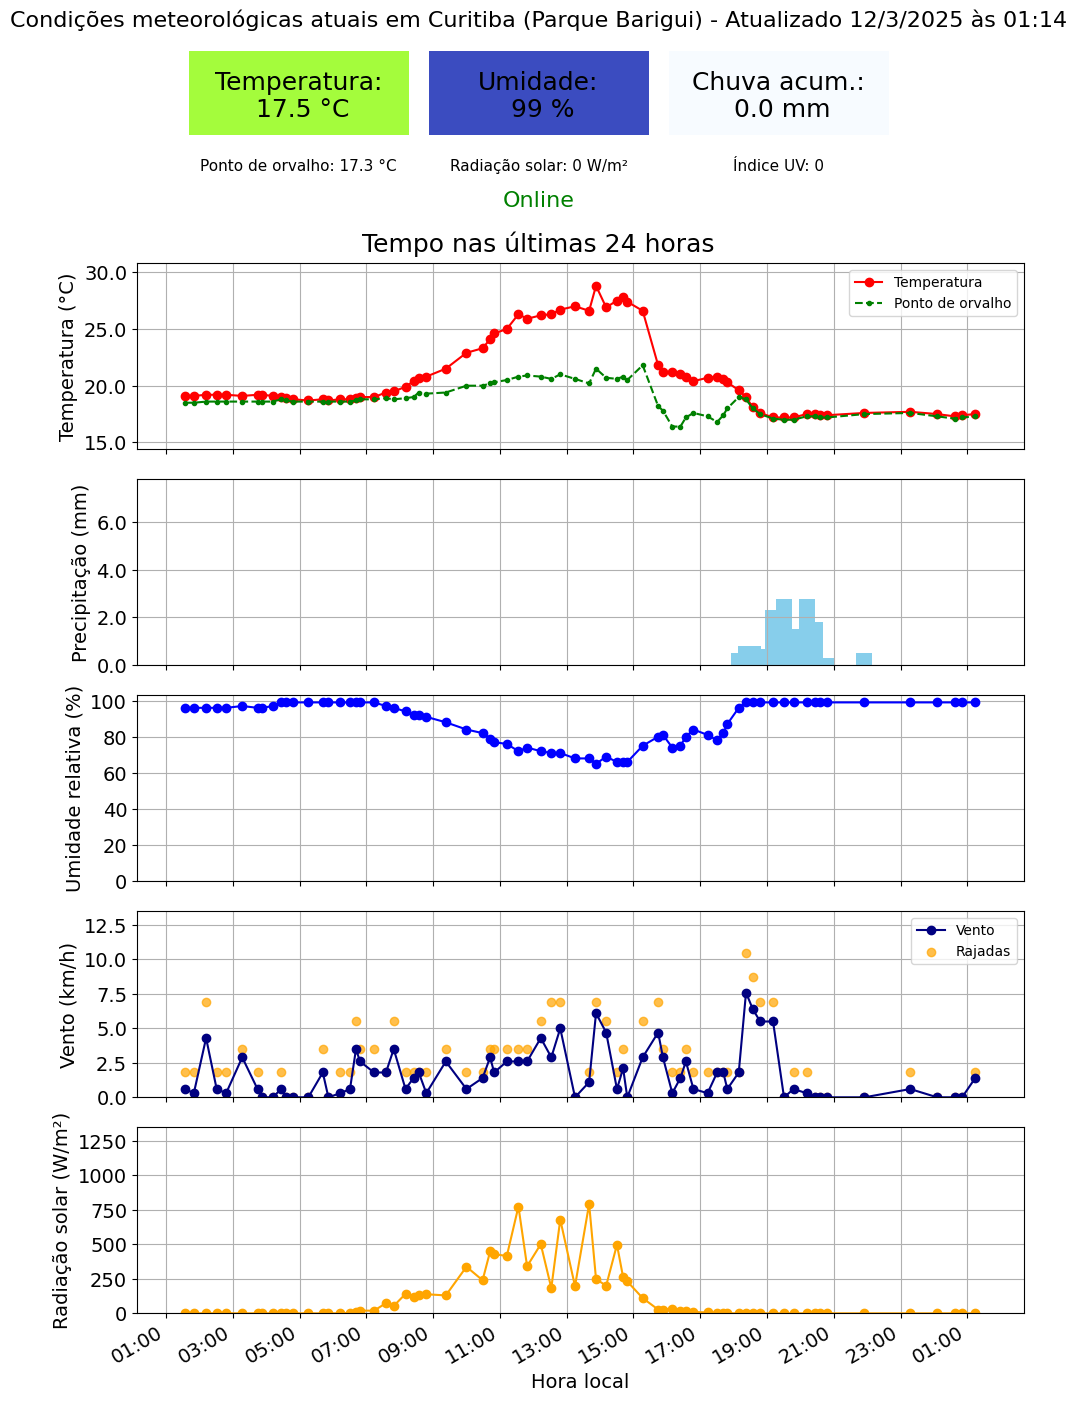 Condições meteorológicas atuais em Curitiba (Parque Barigui) - Atualizado 12/3/2025 às 01:14
Temperatura:
17.5 °C
Umidade:
99 %
Chuva acum.:
0.0 mm
Ponto de orvalho: 17.3 °C
Radiação solar: 0 W/m²
Índice UV: 0
Online
Tempo nas últimas 24 horas
Temperatura (°C)
30.0
25.0
20.0
15.0
Temperatura
Ponto de orvalho
Precipitação (mm)
6.0
4.0
2.0
0.0
Umidade relativa (%)
100
80
60
40
20
0
Vento (km/h)
12.5
10.0
7.5
5.0
2.5
0.0
Vento
Rajadas
Radiação solar (W/m²)
1250
1000
750
500
250
0
01:00
03:00
05:00
07:00
09:00
11:00
13:00
15:00
17:00
19:00
21:00
23:00
01:00
Hora local